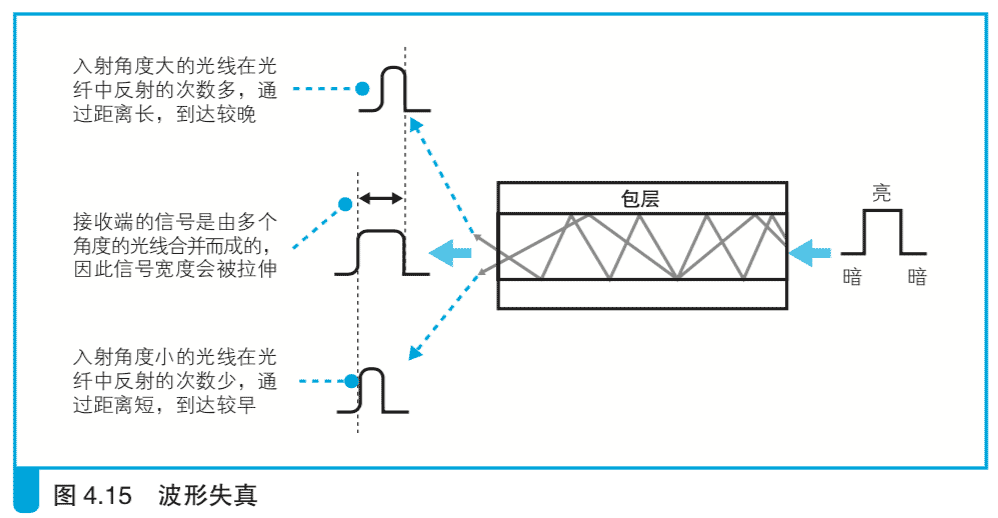 入射角度大的光线在光
纤中反射的次数多，通
过距离长，到达较晚
接收端的信号是由多个
角度的光线合并而成的，
因此信号宽度会被拉伸
入射角度小的光线在光
纤中反射的次数少，通
过距离短，到达较早
包层
亮
暗
暗
图 4.15 波形失真